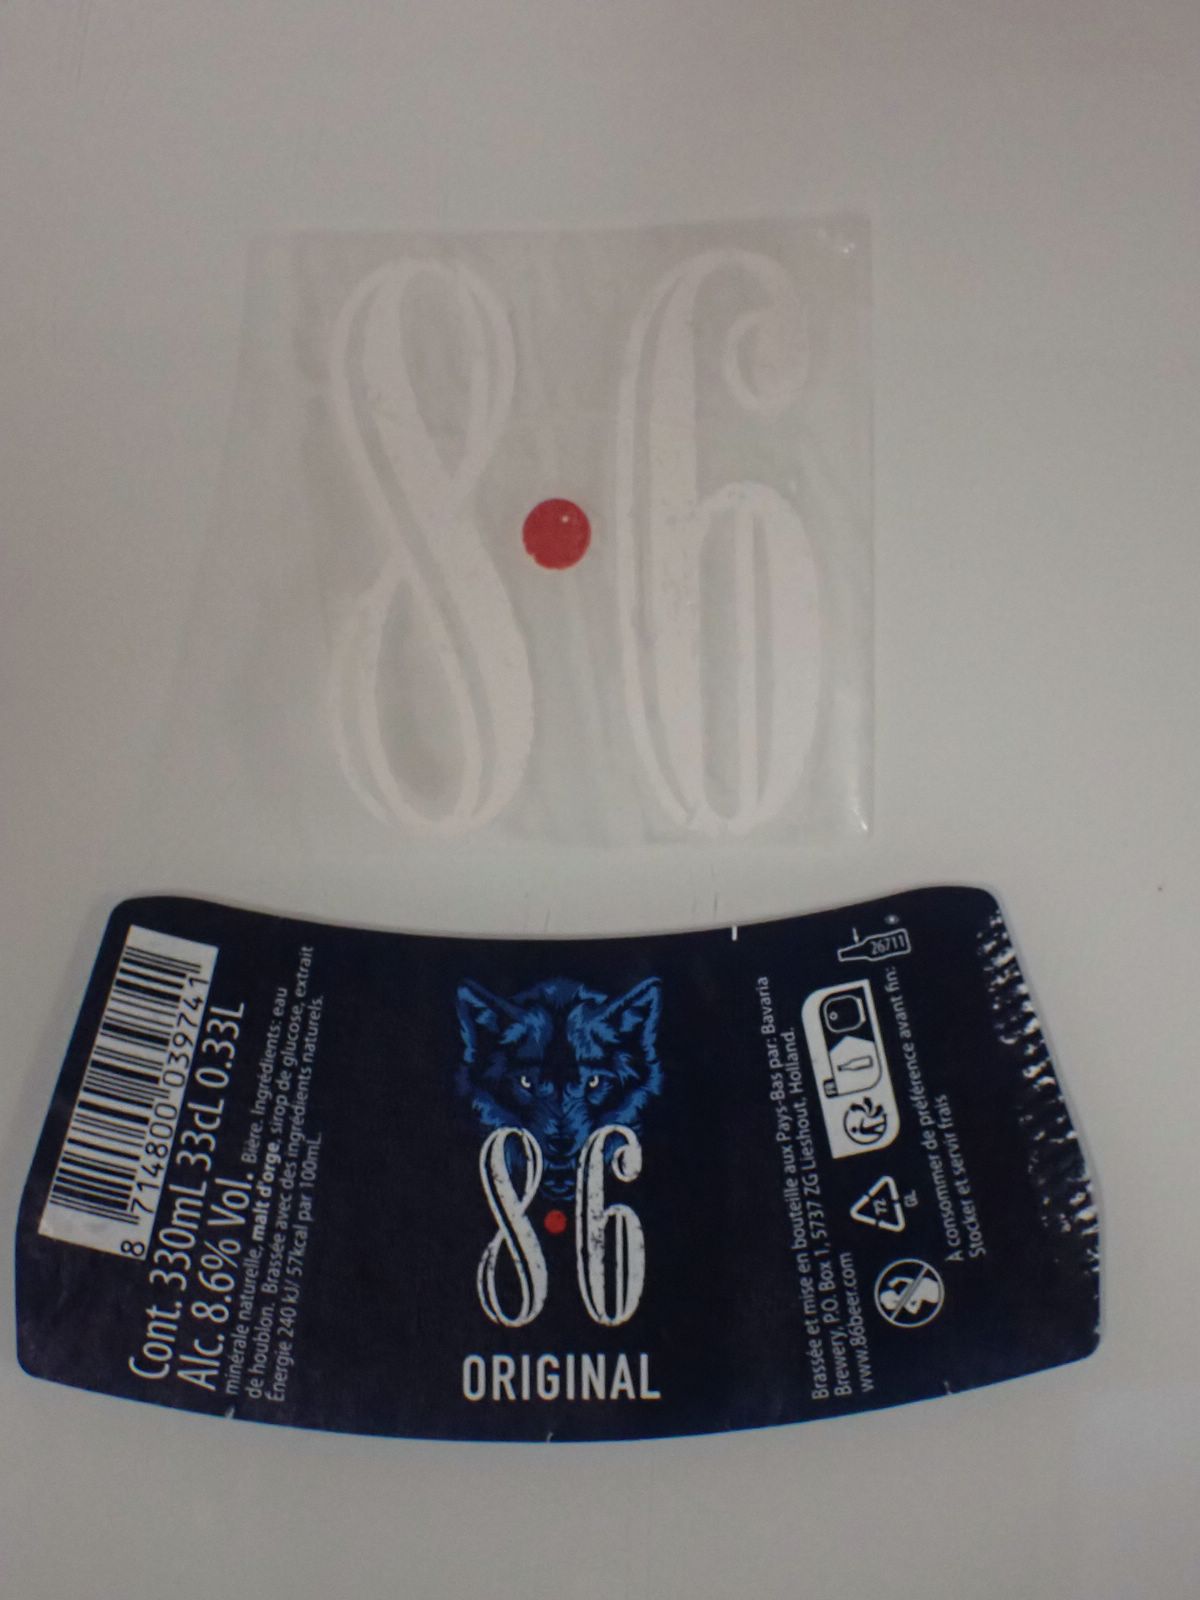 8.6
8 714800 039741
Cont. 330mL 33cL 0.33L
Alc. 8.6% Vol. Bière. Ingrédients: eau
minérale naturelle, malt d'orge, sirop de glucose, extrait
de houblon. Brassée avec des ingrédients naturels.
Énergie 240 kJ/ 57kcal par 100mL.
8.6
ORIGINAL
Brassée et mise en bouteille aux Pays-Bas par: Bavaria
Brewery, P.O. Box 1, 5737 ZG Lieshout, Holland.
www.86beer.com
FR
72
GL
26711
À consommer de préférence avant fin:
Stocker et servir frais